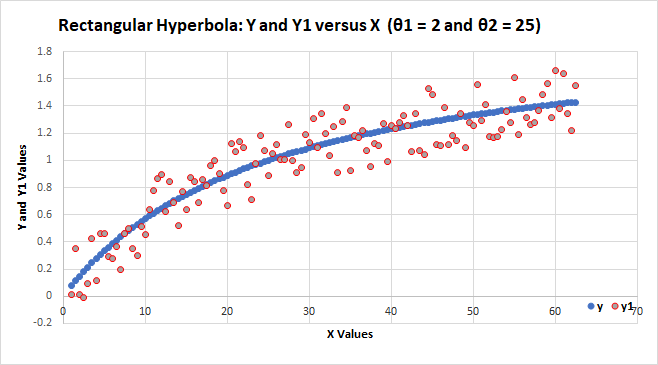 Rectangular Hyperbola: Y and Y1 versus X (θ1 = 2 and θ2 = 25)
1.8
1.6
1.4
1.2
1
0.8
0.6
0.4
0.2
0
-0.2
Y and Y1 Values
0 10 20 30 40 50 60 70
y y1
X Values